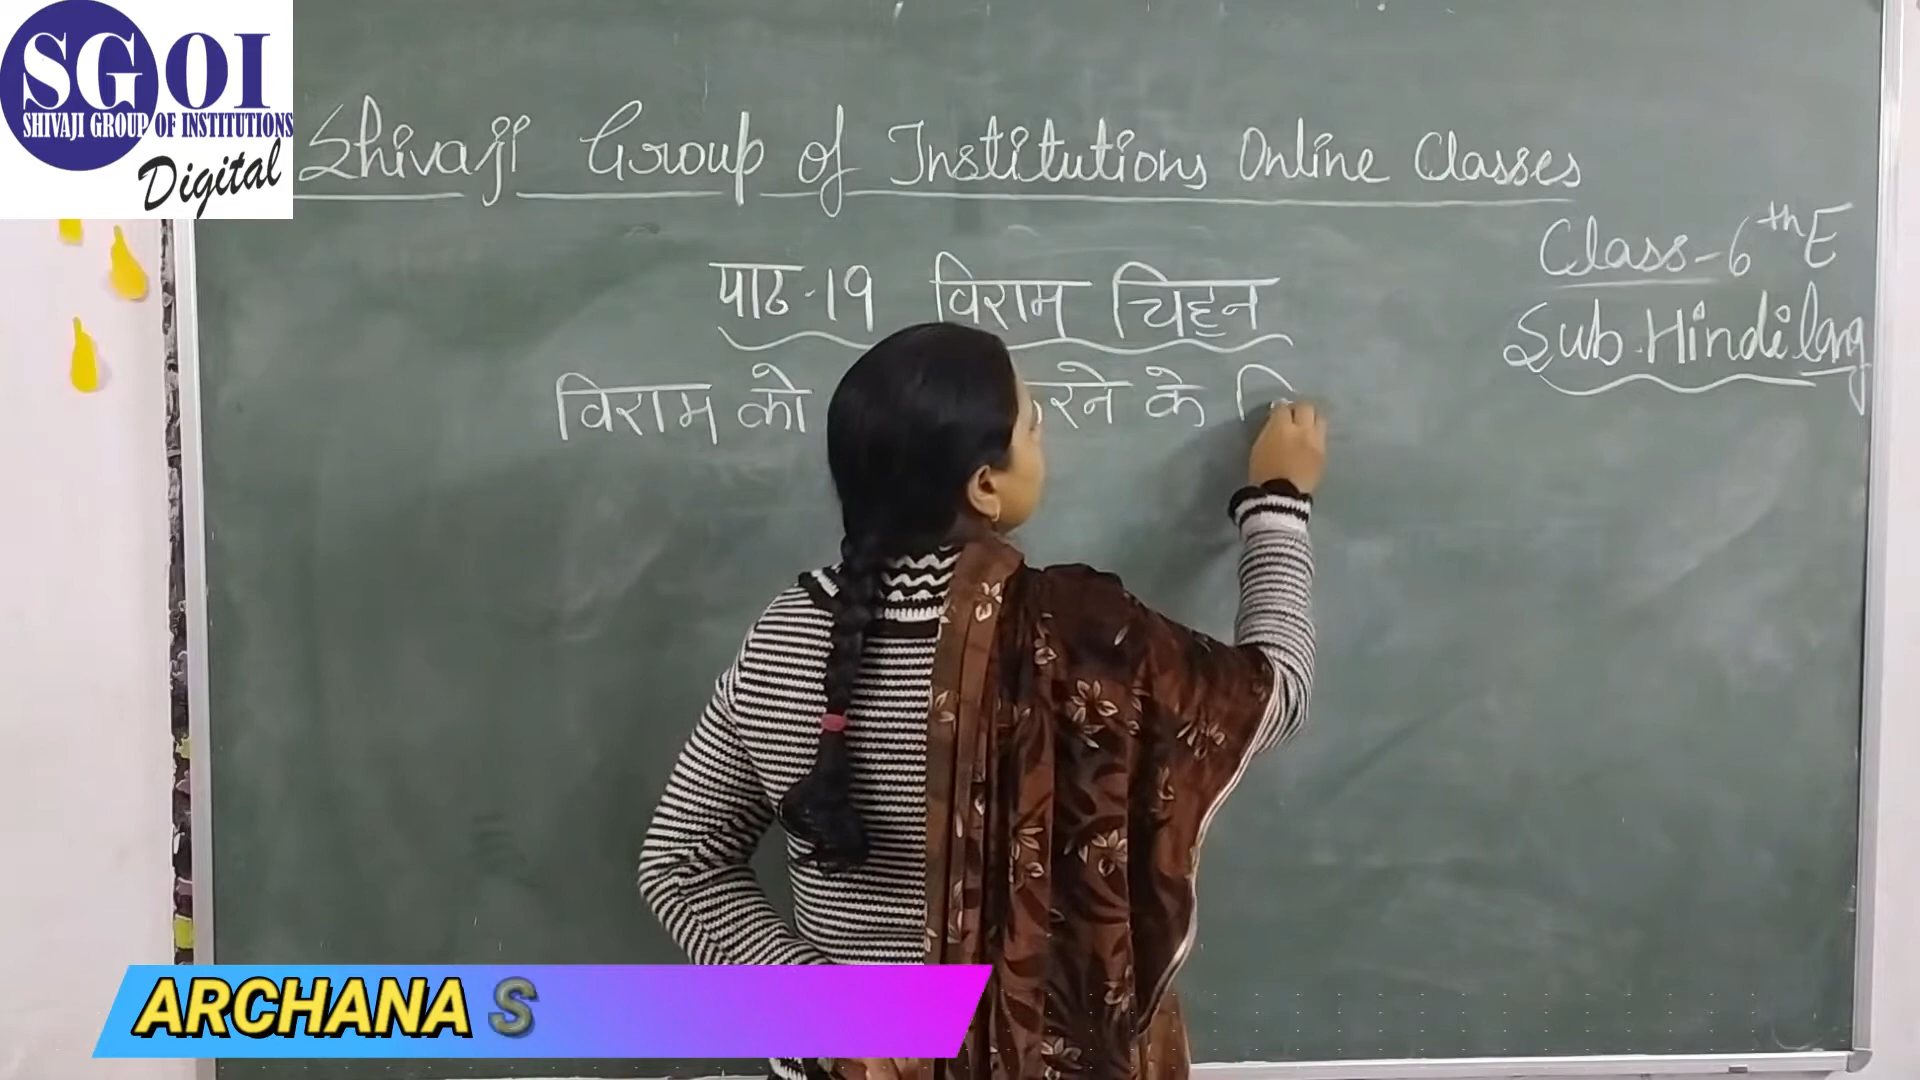 SGOI
SHIVAJI GROUP OF INSTITUTIONS
Digital
Shivaji Group of Institutions Online Classes
Class-6th E
Sub-Hindi lang
पाठ-19 विराम चिह्न
विराम को रने के
ARCHANA S